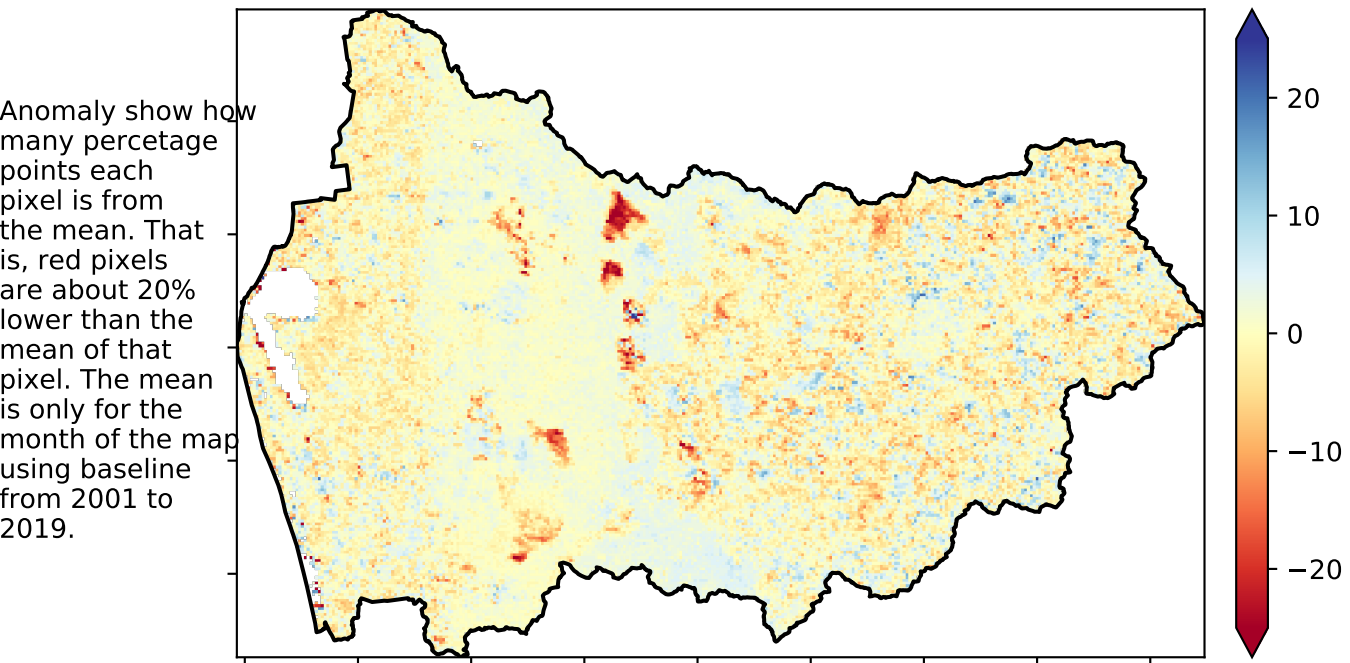 Anomaly show how
many percetage
points each
pixel is from
the mean. That
is, red pixels
are about 20%
lower than the
mean of that
pixel. The mean
is only for the
month of the map
using baseline
from 2001 to
2019.
20
10
0
−10
−20